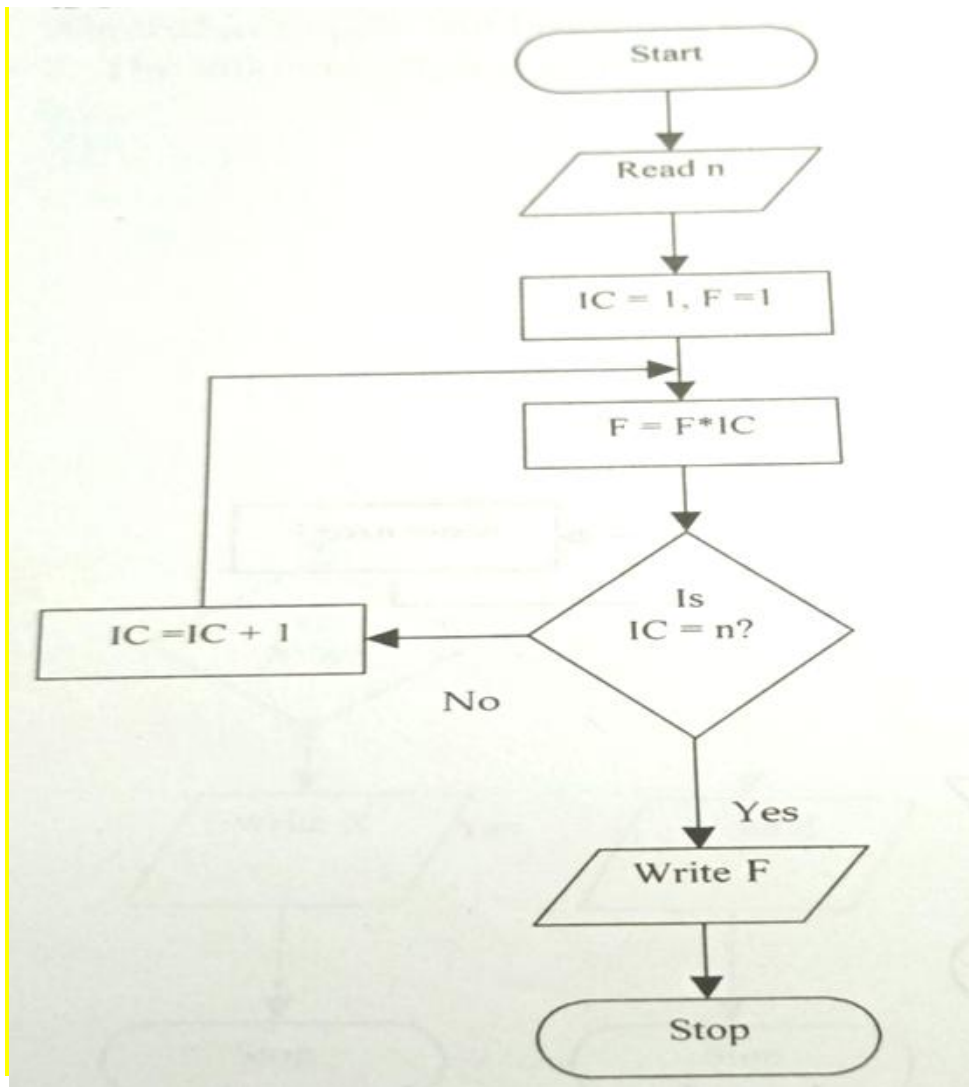 Start
Read n
IC = 1, F =1
F = F*IC
Is
IC = n?
IC =IC + 1
No
Yes
Write F
Stop